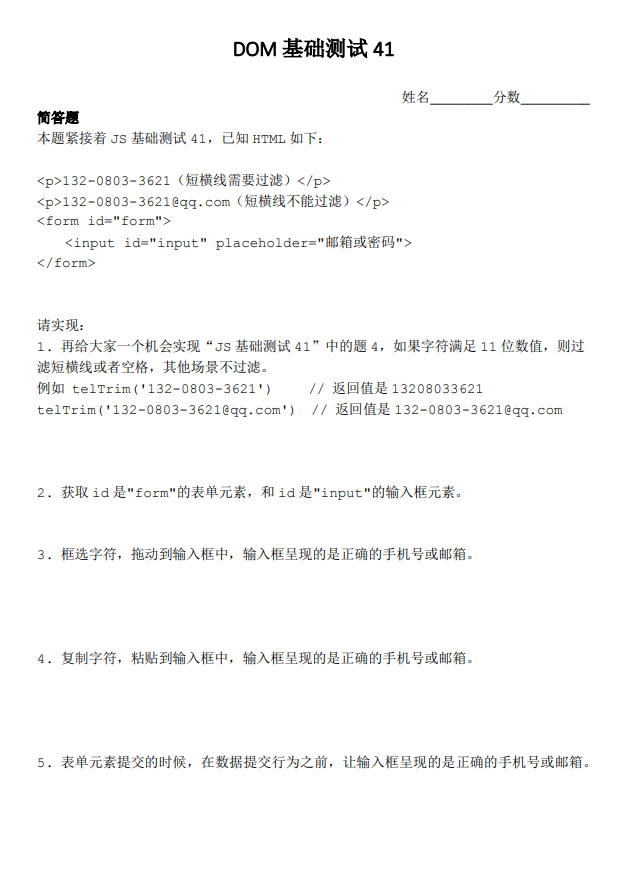 DOM 基础测试 41
姓名_________分数__________
简答题
本题紧接着 JS 基础测试 41，已知 HTML 如下：
<p>132-0803-3621（短横线需要过滤）</p>
<p>132-0803-3621@qq.com（短横线不能过滤）</p>
<form id="form">
<input id="input" placeholder="邮箱或密码">
</form>
请实现：
1. 再给大家一个机会实现“JS 基础测试 41”中的题 4，如果字符满足 11 位数值，则过
滤短横线或者空格，其他场景不过滤。
例如 telTrim('132-0803-3621') // 返回值是 13208033621
telTrim('132-0803-3621@qq.com') // 返回值是 132-0803-3621@qq.com
2. 获取 id 是"form"的表单元素，和 id 是"input"的输入框元素。
3. 框选字符，拖动到输入框中，输入框呈现的是正确的手机号或邮箱。
4. 复制字符，粘贴到输入框中，输入框呈现的是正确的手机号或邮箱。
5. 表单元素提交的时候，在数据提交行为之前，让输入框呈现的是正确的手机号或邮箱。